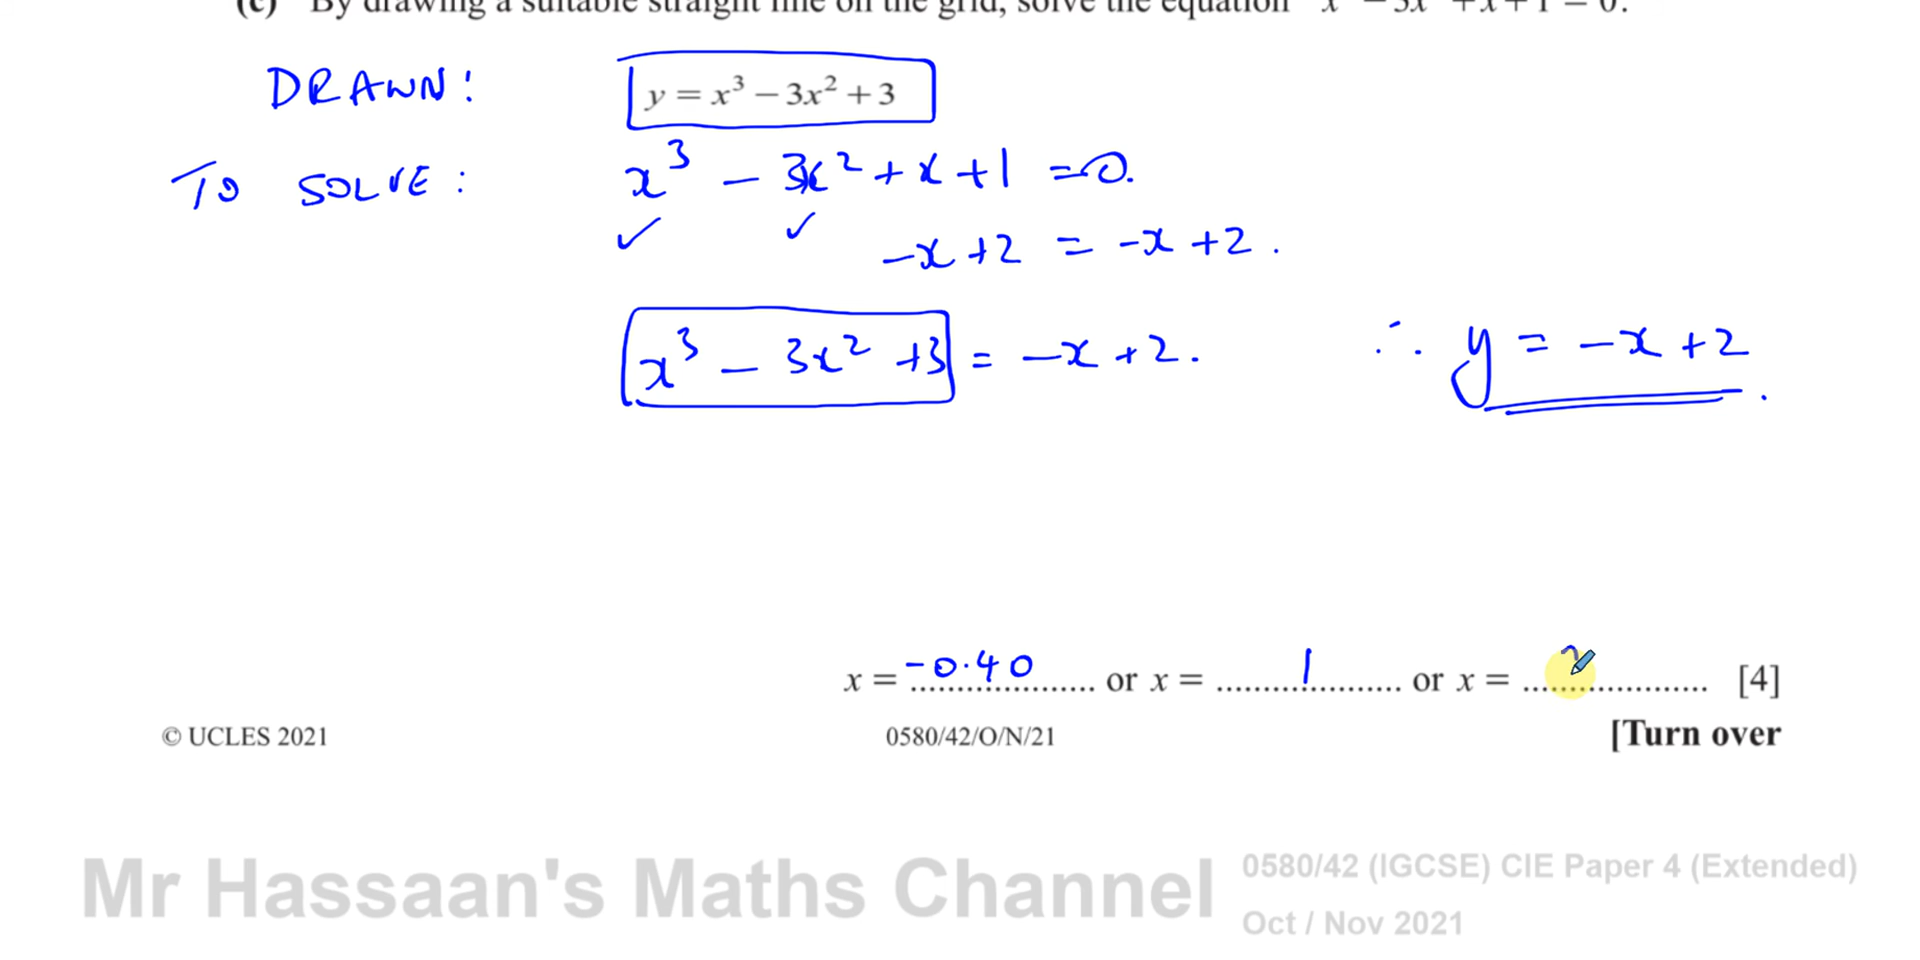 (c) By drawing a suitable straight line on the grid, solve the equation x³ − 3x² + x + 1 = 0.
DRAWN: y = x³ − 3x² + 3
TO SOLVE: x³ − 3x² + x + 1 = 0.
✓ ✓ −x + 2 = −x + 2.
x³ − 3x² + 3 = −x + 2. ∴ y = −x + 2.
x = −0.40 or x = 1 or x = [4]
© UCLES 2021 0580/42/O/N/21 [Turn over
Mr Hassaan's Maths Channel
0580/42 (IGCSE) CIE Paper 4 (Extended)
Oct / Nov 2021